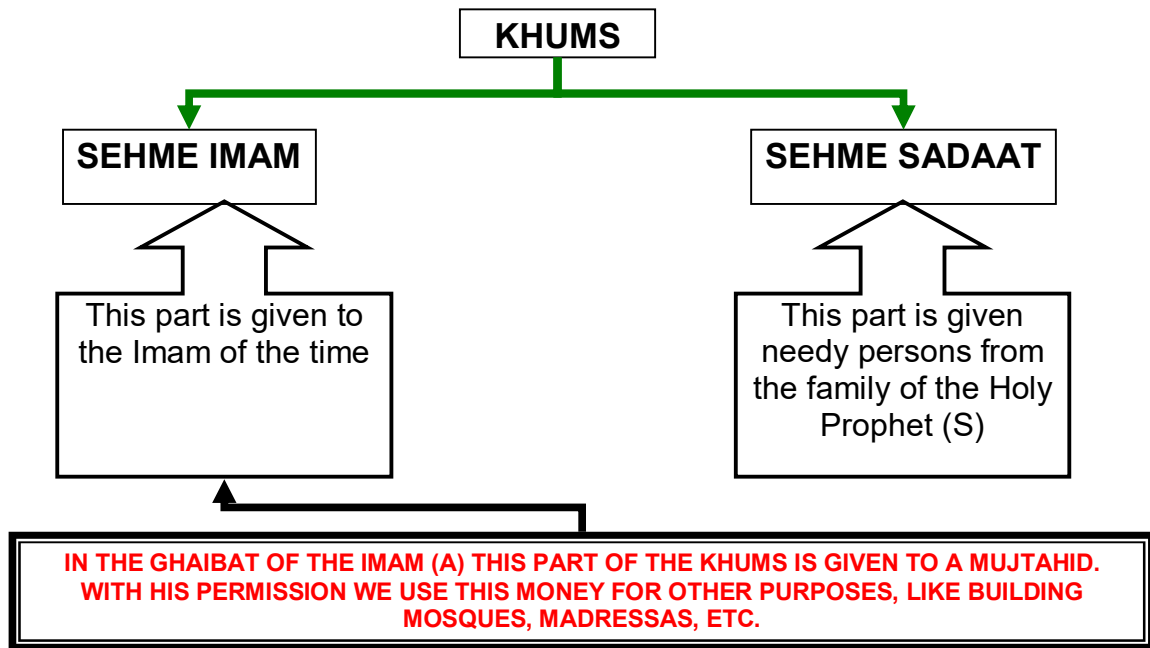 KHUMS
SEHME IMAM
SEHME SADAAT
This part is given to
the Imam of the time
This part is given
needy persons from
the family of the Holy
Prophet (S)
IN THE GHAIBAT OF THE IMAM (A) THIS PART OF THE KHUMS IS GIVEN TO A MUJTAHID.
WITH HIS PERMISSION WE USE THIS MONEY FOR OTHER PURPOSES, LIKE BUILDING
MOSQUES, MADRESSAS, ETC.